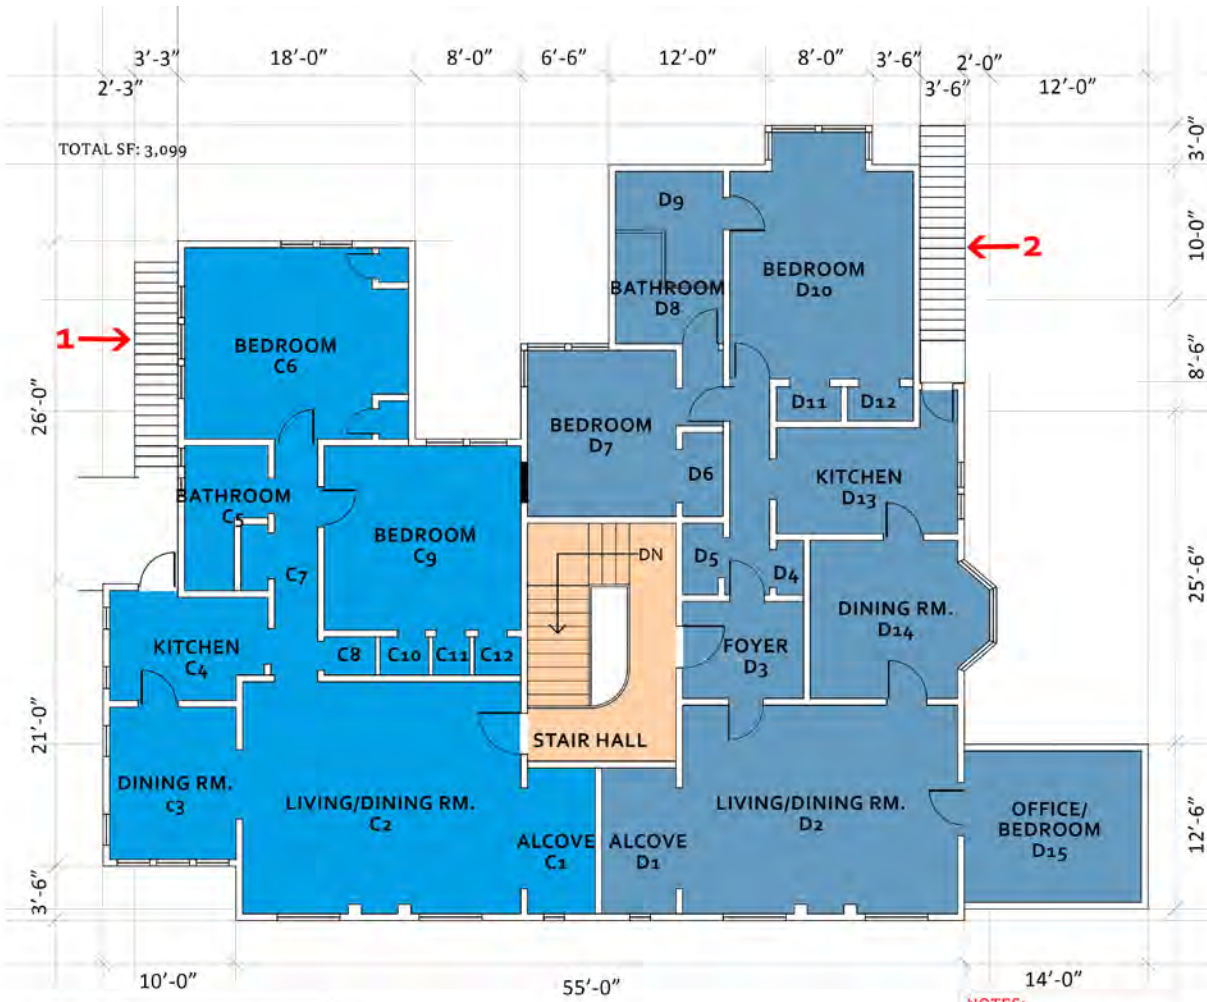 3'-3" 18'-0" 8'-0" 6'-6" 12'-0" 8'-0" 3'-6" 2'-0"
2'-3" 3'-6" 12'-0"
TOTAL SF: 3,099
3'-0"
10-0"
8'-6"
25'-6"
12'-6"
26'-0"
21'-0"
3'-6"
1
2
D9
BEDROOM
D10
BATHROOM
D8
BEDROOM
C6
D11
D12
BEDROOM
D7
D6
KITCHEN
D13
BATHROOM
C5
BEDROOM
C9
DN
D5
D4
C7
DINING RM.
D14
KITCHEN
C4
C8
C10
C11
C12
FOYER
D3
STAIR HALL
DINING RM.
C3
LIVING/DINING RM.
C2
ALCOVE
C1
ALCOVE
D1
LIVING/DINING RM.
D2
OFFICE/
BEDROOM
D15
10'-0"
55'-0"
14'-0"
NOTES: